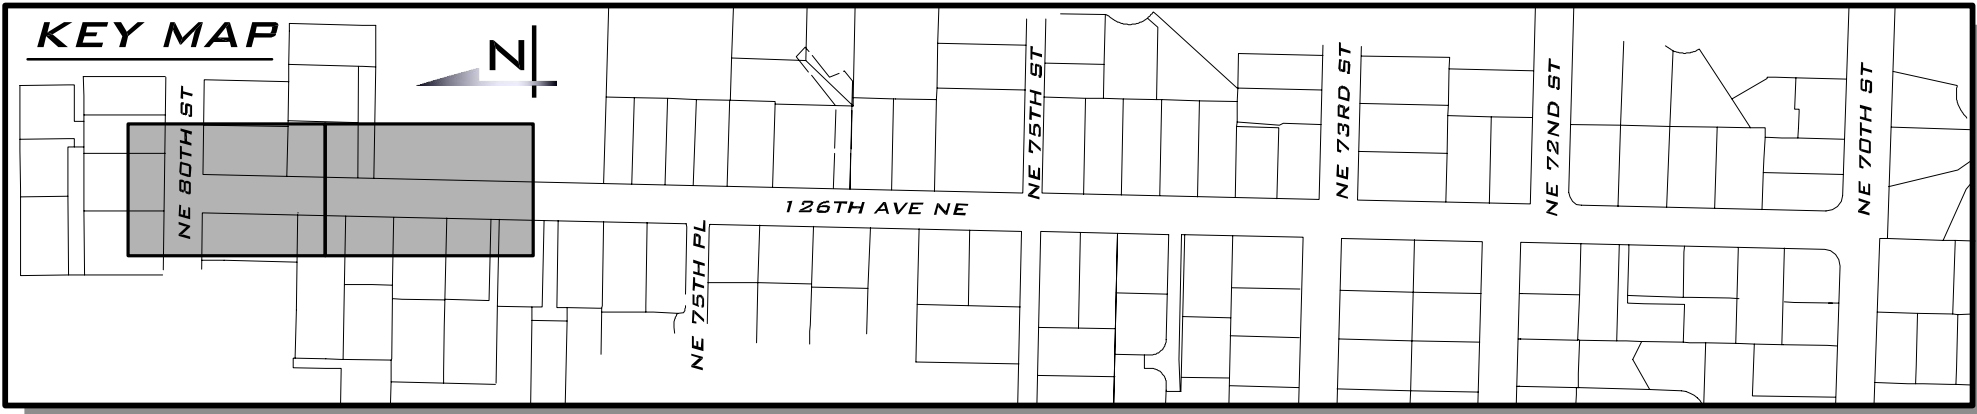 KEY MAP
N
NE 80TH ST
NE 75TH ST
NE 73RD ST
NE 72ND ST
NE 70TH ST
126TH AVE NE
NE 75TH PL